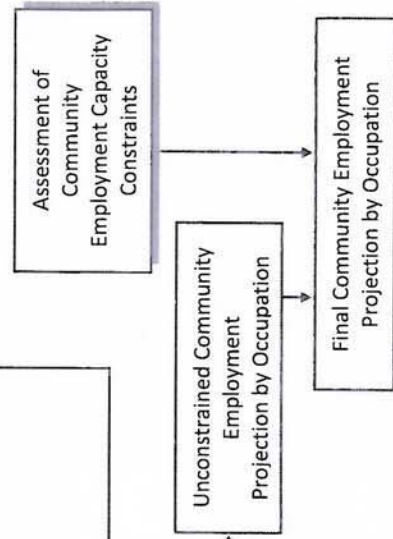 Assessment of
Community
Employment Capacity
Constraints
Unconstrained Community
Employment
Projection by Occupation
Final Community Employment
Projection by Occupation